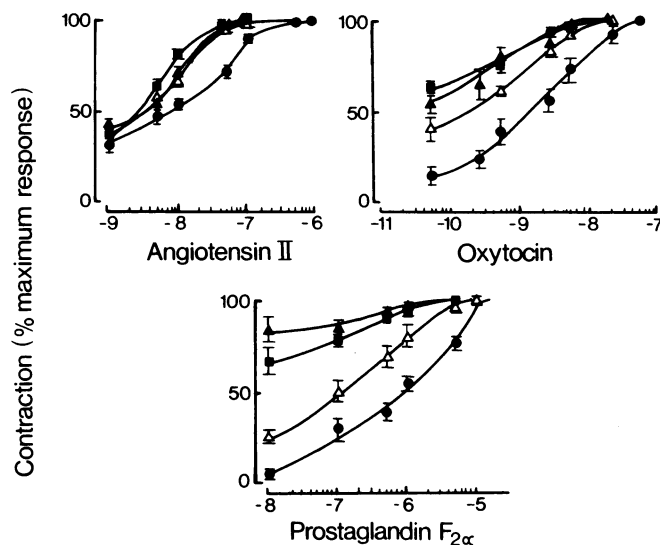 Contraction (% maximum response)
100
50
0
-9 -8 -7 -6
Angiotensin II
100
50
0
-11 -10 -9 -8 -7
Oxytocin
100
50
0
-8 -7 -6 -5
Prostaglandin F2α